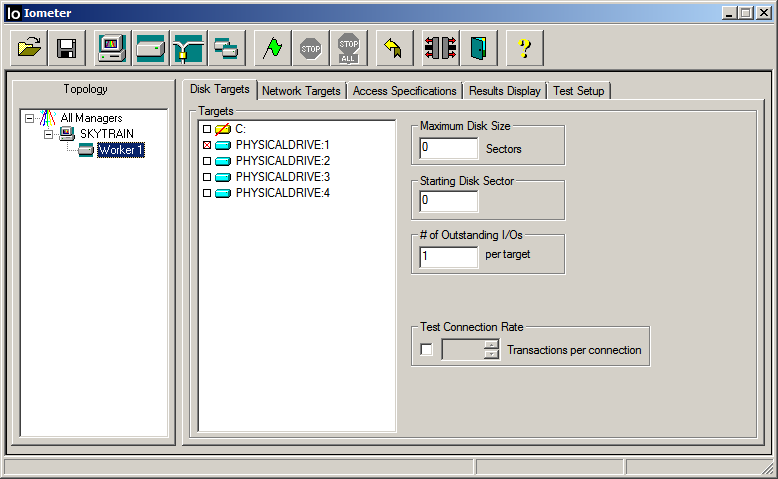 Io Iometer
STOP
STOP
ALL
?
Topology
All Managers
SKYTRAIN
Worker 1
Disk Targets
Network Targets
Access Specifications
Results Display
Test Setup
Targets
C:
PHYSICALDRIVE:1
PHYSICALDRIVE:2
PHYSICALDRIVE:3
PHYSICALDRIVE:4
Maximum Disk Size
0 Sectors
Starting Disk Sector
0
# of Outstanding I/Os
1 per target
Test Connection Rate
Transactions per connection